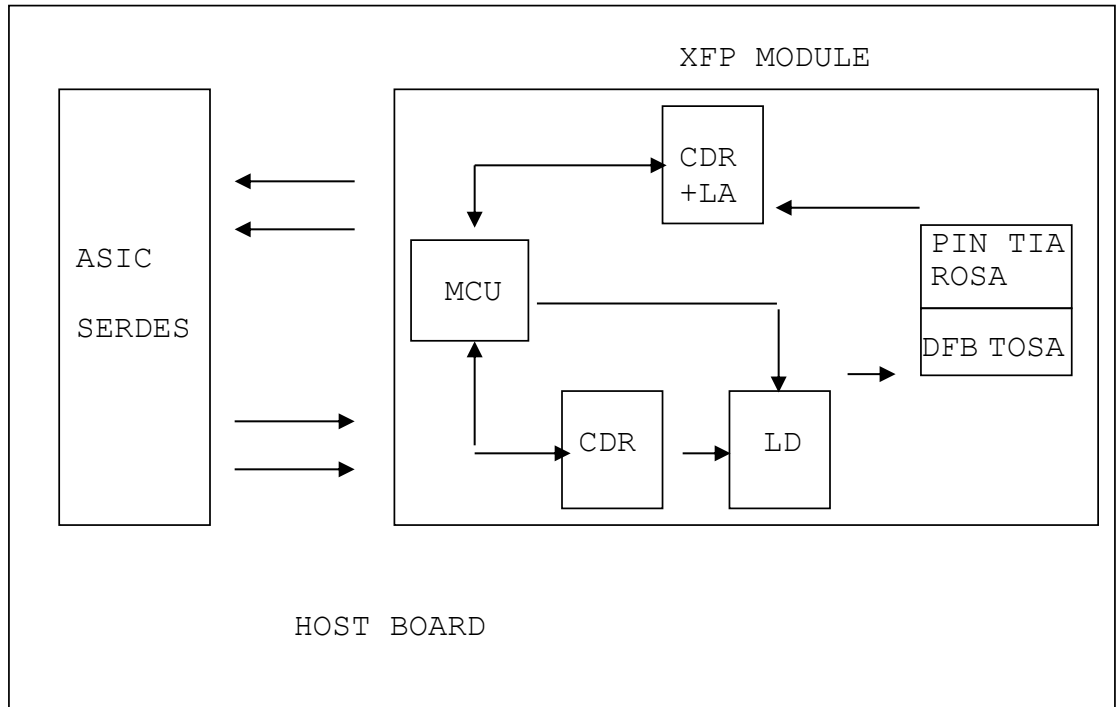 XFP MODULE
CDR
+LA
PIN TIA
ROSA
ASIC
SERDES
MCU
DFB TOSA
CDR
LD
HOST BOARD